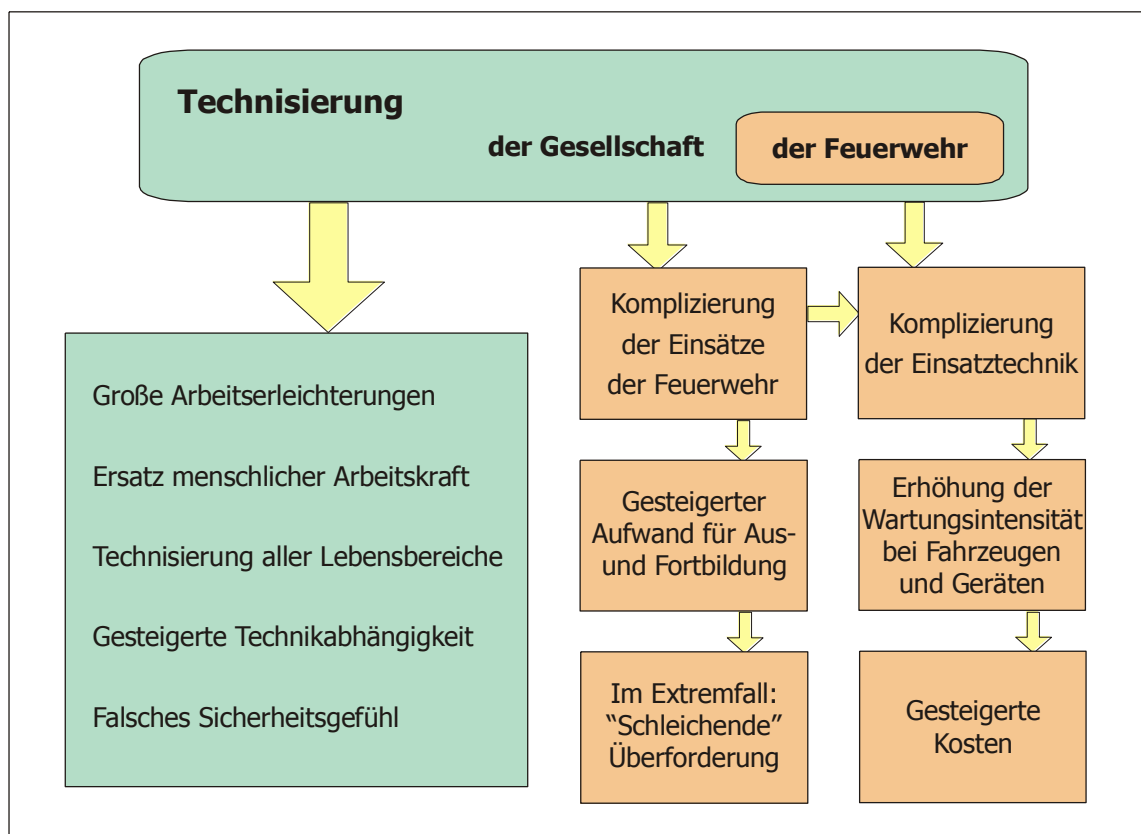 Technisierung
der Gesellschaft
der Feuerwehr
Große Arbeitserleichterungen
Ersatz menschlicher Arbeitskraft
Technisierung aller Lebensbereiche
Gesteigerte Technikabhängigkeit
Falsches Sicherheitsgefühl
Komplizierung
der Einsätze
der Feuerwehr
Gesteigerter
Aufwand für Aus-
und Fortbildung
Im Extremfall:
“Schleichende”
Überforderung
Komplizierung
der Einsatztechnik
Erhöhung der
Wartungsintensität
bei Fahrzeugen
und Geräten
Gesteigerte
Kosten